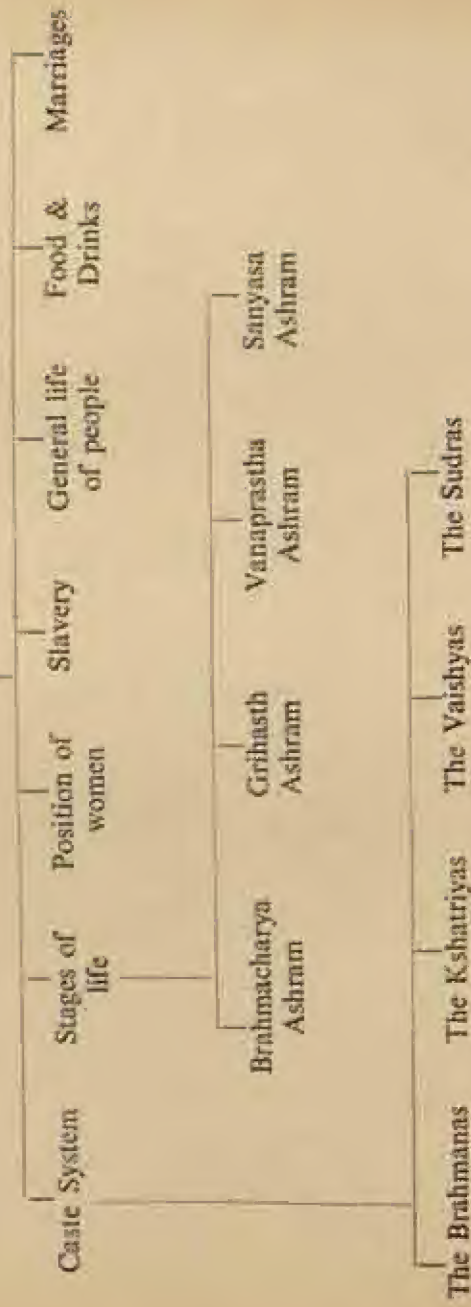 Caste System
Stages of
life
Position of
women
Slavery
General life
of people
Food &
Drinks
Marriages
Brahmacharya
Ashram
Grihasth
Ashram
Vanaprastha
Ashram
Sanyasa
Ashram
The Brahmanas
The Kshatriyas
The Vaishyas
The Sudras